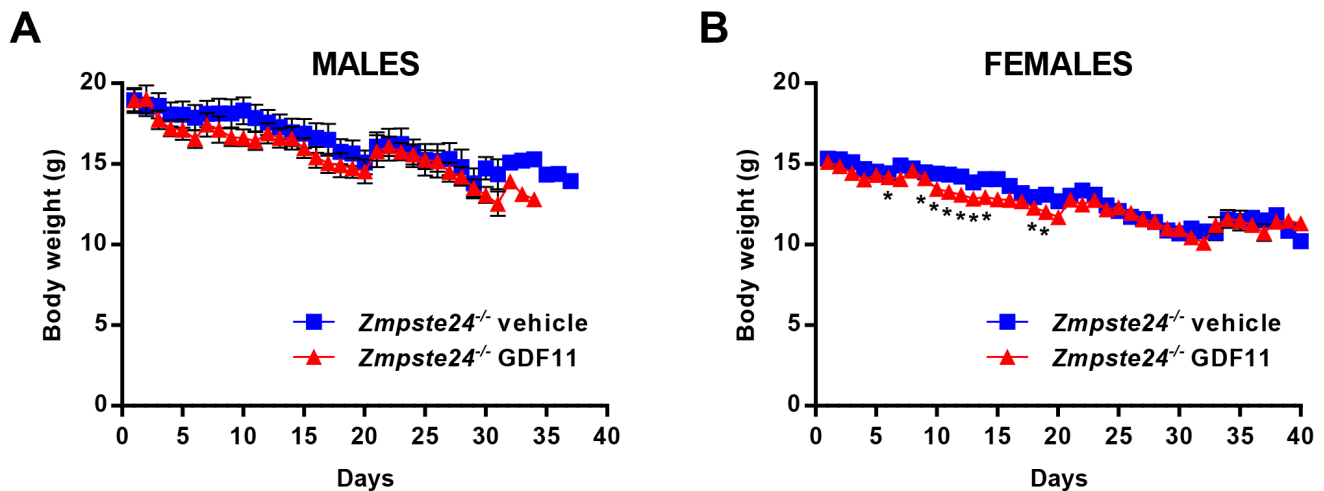 A
MALES
Body weight (g)
20
15
10
5
0
Zmpste24-/- vehicle
Zmpste24-/- GDF11
0 5 10 15 20 25 30 35 40
Days
B
FEMALES
Body weight (g)
20
15
10
5
0
* * * * * * * * *
Zmpste24-/- vehicle
Zmpste24-/- GDF11
0 5 10 15 20 25 30 35 40
Days